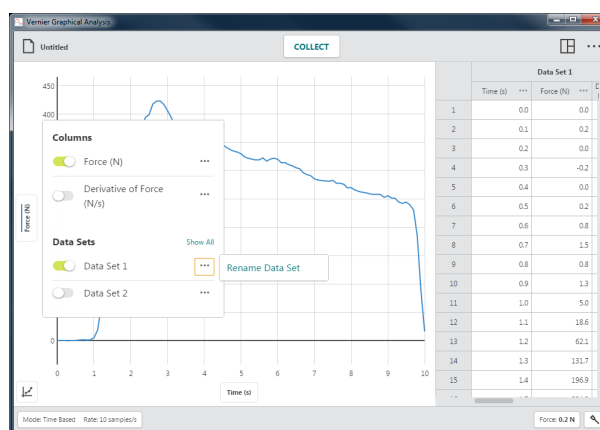 Vernier Graphical Analysis
Untitled
COLLECT
Data Set 1
Time (s)
Force (N)
1 0.0 0.0
2 0.1 0.2
3 0.2 0.0
4 0.3 -0.2
5 0.4 0.0
6 0.5 0.2
7 0.6 0.8
8 0.7 1.5
9 0.8 0.8
10 0.9 1.3
11 1.0 5.0
12 1.1 18.6
13 1.2 62.1
14 1.3 131.7
15 1.4 196.9
450
400
Force (N)
0
Columns
Force (N)
Derivative of Force
(N/s)
Data Sets Show All
Data Set 1
Rename Data Set
Data Set 2
0 1 2 3 4 5 6 7 8 9 10
Time (s)
Mode: Time Based Rate: 10 samples/s
Force: 0.2 N